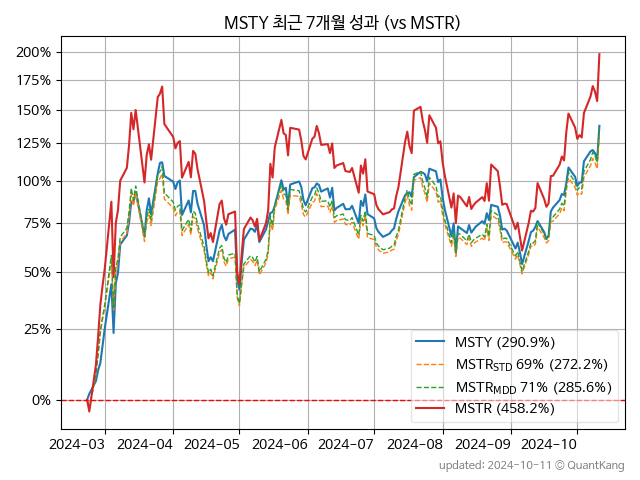 MSTY 최근 7개월 성과 (vs MSTR)
200%
175%
150%
125%
100%
75%
50%
25%
0%
MSTY (290.9%)
MSTR_STD 69% (272.2%)
MSTR_MDD 71% (285.6%)
MSTR (458.2%)
2024-03 2024-04 2024-05 2024-06 2024-07 2024-08 2024-09 2024-10
updated: 2024-10-11 © QuantKang